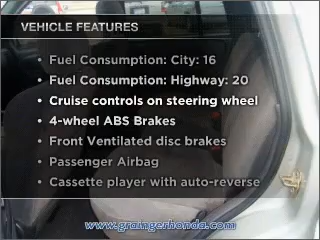 VEHICLE FEATURES
• Fuel Consumption: City: 16
• Fuel Consumption: Highway: 20
• Cruise controls on steering wheel
• 4-wheel ABS Brakes
• Front Ventilated disc brakes
• Passenger Airbag
• Cassette player with auto-reverse
www.graingerhonda.com